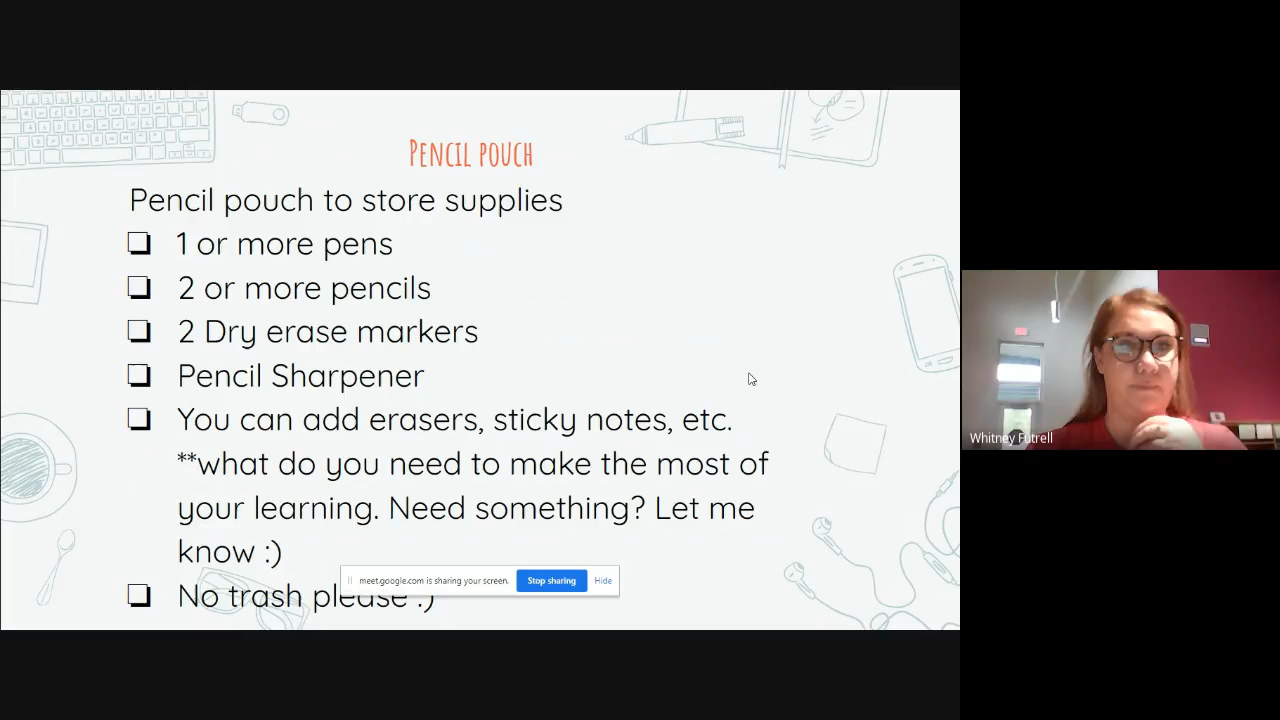 Pencil pouch
Pencil pouch to store supplies
❏ 1 or more pens
❏ 2 or more pencils
❏ 2 Dry erase markers
❏ Pencil Sharpener
❏ You can add erasers, sticky notes, etc.
**what do you need to make the most of
your learning. Need something? Let me
know :)
meet.google.com is sharing your screen. Stop sharing Hide
❏ No trash please :)
Whitney Futrell